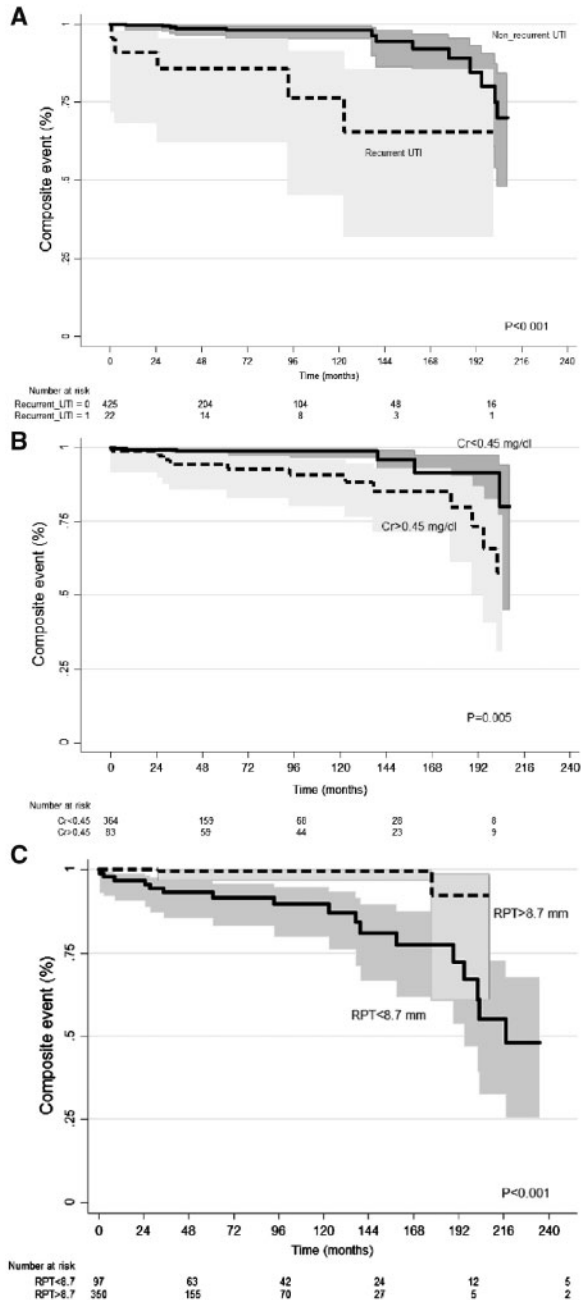 A
Composite event (%)
1
.75
.5
.25
0
Non_recurrent UTI
Recurrent UTI
P<0.001
0 24 48 72 96 120 144 168 192 216 240
Time (months)
Number at risk
Recurrent_UTI = 0 425 204 104 48 16
Recurrent_UTI = 1 22 14 8 3 1
B
Composite event (%)
1
.75
.5
.25
0
Cr<0.45 mg/dl
Cr>0.45 mg/dl
P=0.005
0 24 48 72 96 120 144 168 192 216 240
Time (months)
Number at risk
Cr<0.45 364 159 68 28 8
Cr>0.45 83 59 44 23 9
C
Composite event (%)
1
.75
.5
.25
0
RPT>8.7 mm
RPT<8.7 mm
P<0.001
0 24 48 72 96 120 144 168 192 216 240
Time (months)
Number at risk
RPT<8.7 97 63 42 24 12 5
RPT>8.7 350 155 70 27 5 2